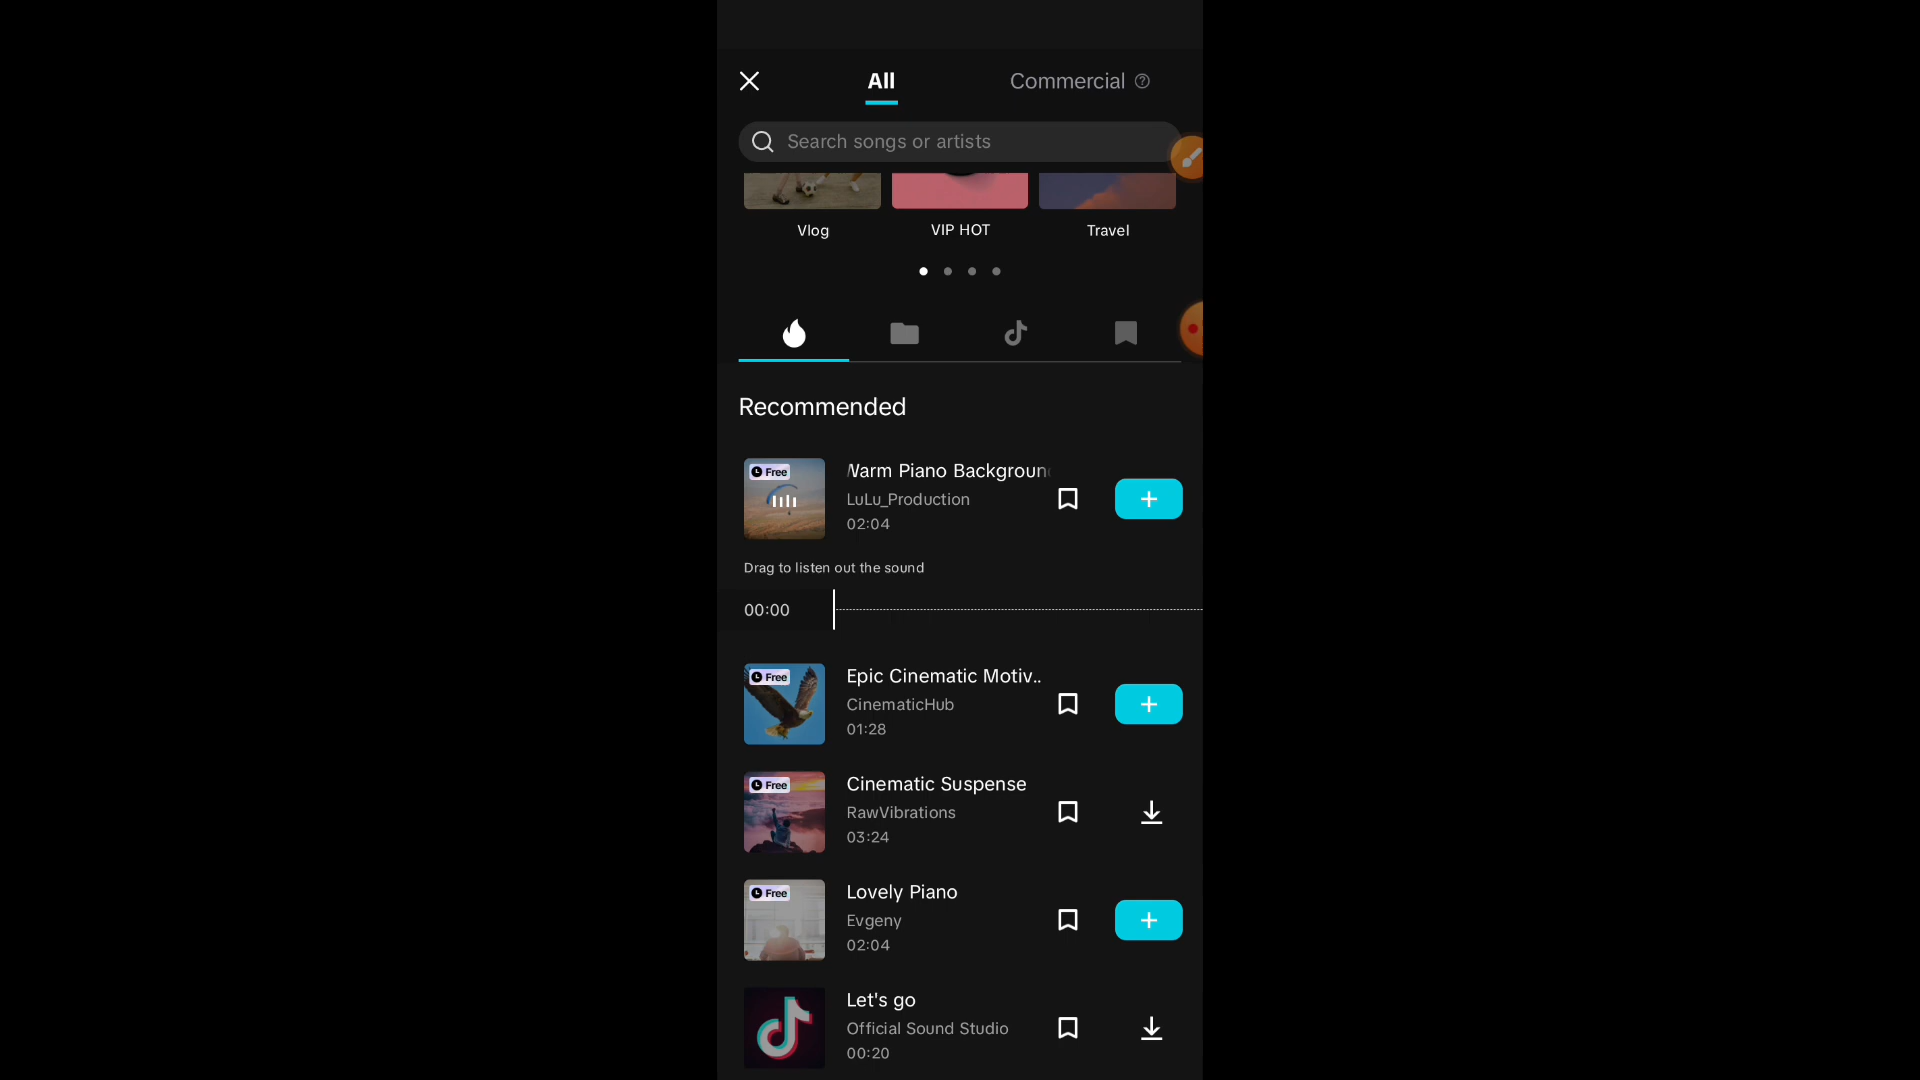 All
Commercial
Search songs or artists
Vlog
VIP HOT
Travel
Recommended
Free
Warm Piano Backgroun
LuLu_Production
02:04
Drag to listen out the sound
00:00
Free
Epic Cinematic Motiv..
CinematicHub
01:28
Free
Cinematic Suspense
RawVibrations
03:24
Free
Lovely Piano
Evgeny
02:04
Let's go
Official Sound Studio
00:20